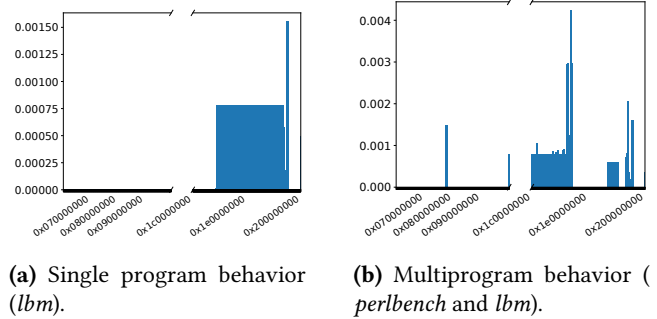 0.00150
0.00125
0.00100
0.00075
0.00050
0.00025
0.00000
0x070000000
0x080000000
0x090000000
0x1c0000000
0x1e0000000
0x200000000
(a) Single program behavior
(lbm).
0.004
0.003
0.002
0.001
0.000
0x070000000
0x080000000
0x090000000
0x1c0000000
0x1e0000000
0x200000000
(b) Multiprogram behavior (
perlbench and lbm).